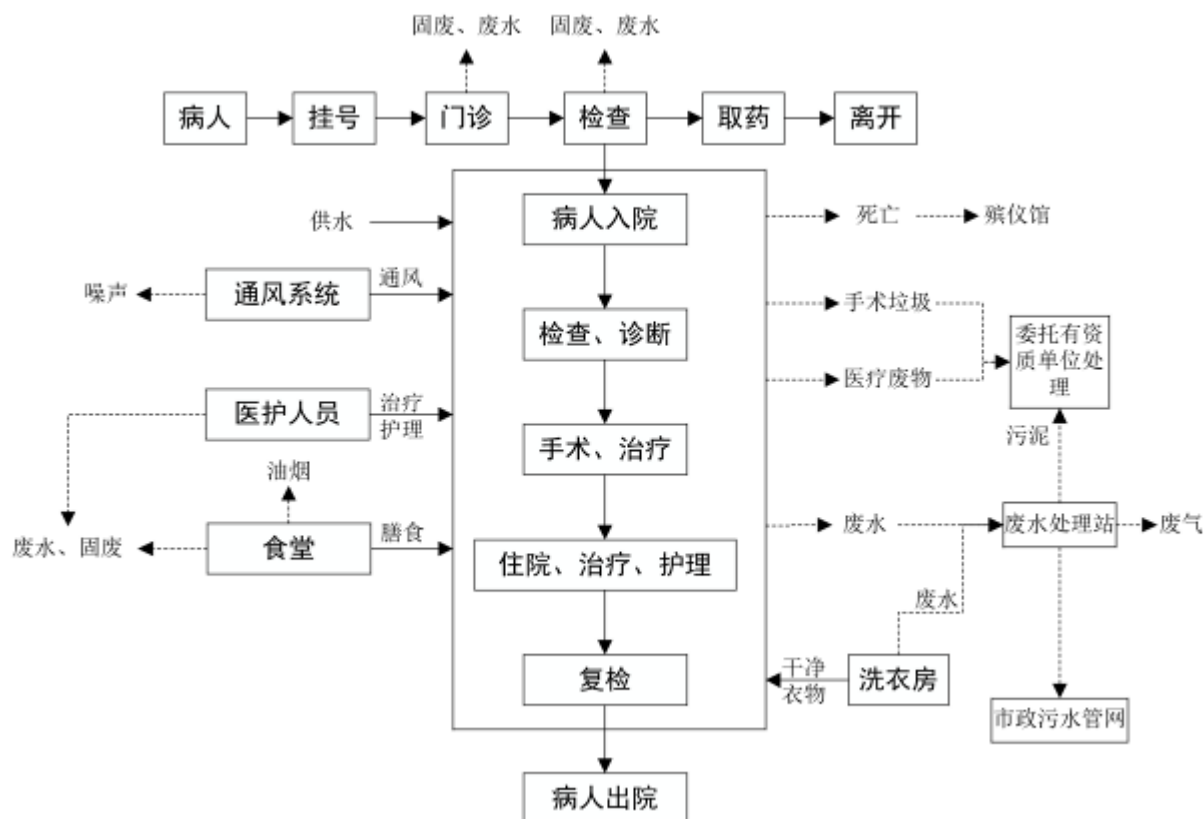 固废、废水
固废、废水
病人
挂号
门诊
检查
取药
离开
供水
病人入院
死亡
殡仪馆
噪声
通风系统
通风
检查、诊断
手术垃圾
委托有资
质单位处
理
医疗废物
医护人员
治疗
护理
手术、治疗
污泥
油烟
废水、固废
食堂
膳食
住院、治疗、护理
废水
废水处理站
废气
废水
复检
干净
衣物
洗衣房
市政污水管网
病人出院